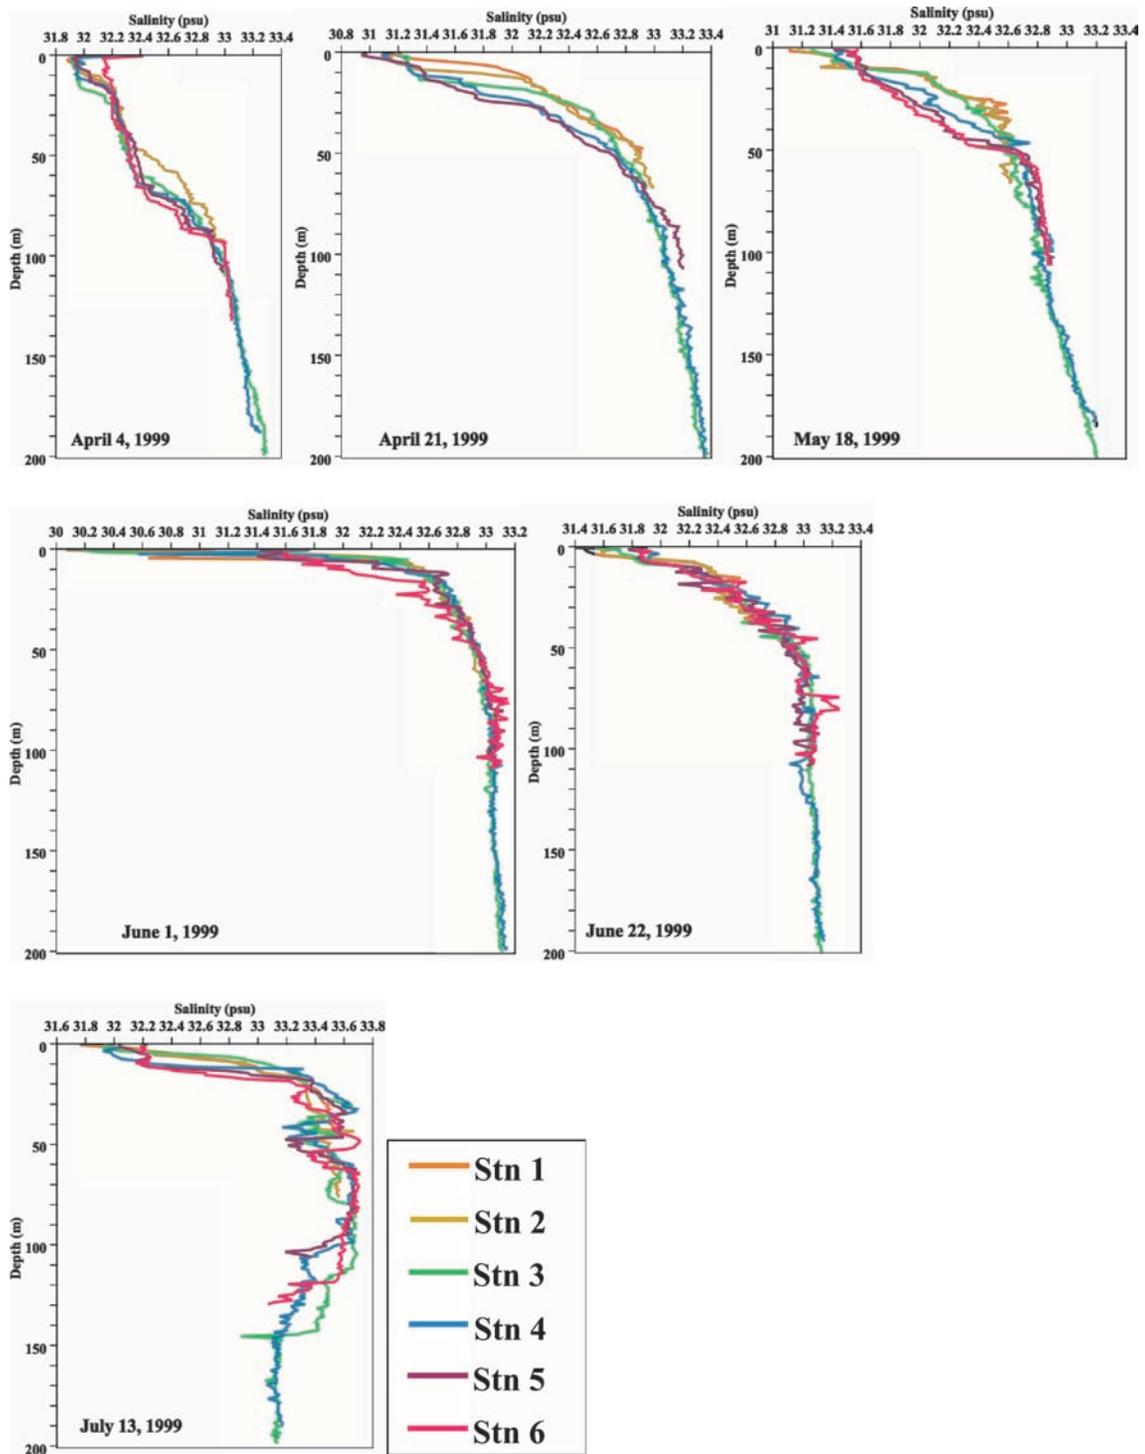 Salinity (psu)
31.8 32 32.2 32.4 32.6 32.8 33 33.2 33.4
0
50
100
150
200
Depth (m)
April 4, 1999
Salinity (psu)
30.8 31 31.2 31.4 31.6 31.8 32 32.2 32.4 32.6 32.8 33 33.2 33.4
0
50
100
150
200
Depth (m)
April 21, 1999
Salinity (psu)
31 31.2 31.4 31.6 32 32.2 32.4 32.6 32.8 33 33.2 33.4
0
50
100
150
200
Depth (m)
May 18, 1999
Salinity (psu)
30 30.2 30.4 30.6 30.8 31 31.2 31.4 31.6 31.8 32 32.2 32.4 32.6 32.8 33 33.2
0
50
100
150
200
Depth (m)
June 1, 1999
Salinity (psu)
31.4 31.6 31.8 32 32.2 32.4 32.6 32.8 33 33.2 33.4
0
50
100
150
200
Depth (m)
June 22, 1999
Salinity (psu)
31.6 31.8 32 32.2 32.4 32.6 32.8 33 33.2 33.4 33.6 33.8
0
50
100
150
200
Depth (m)
July 13, 1999
Stn 1
Stn 2
Stn 3
Stn 4
Stn 5
Stn 6